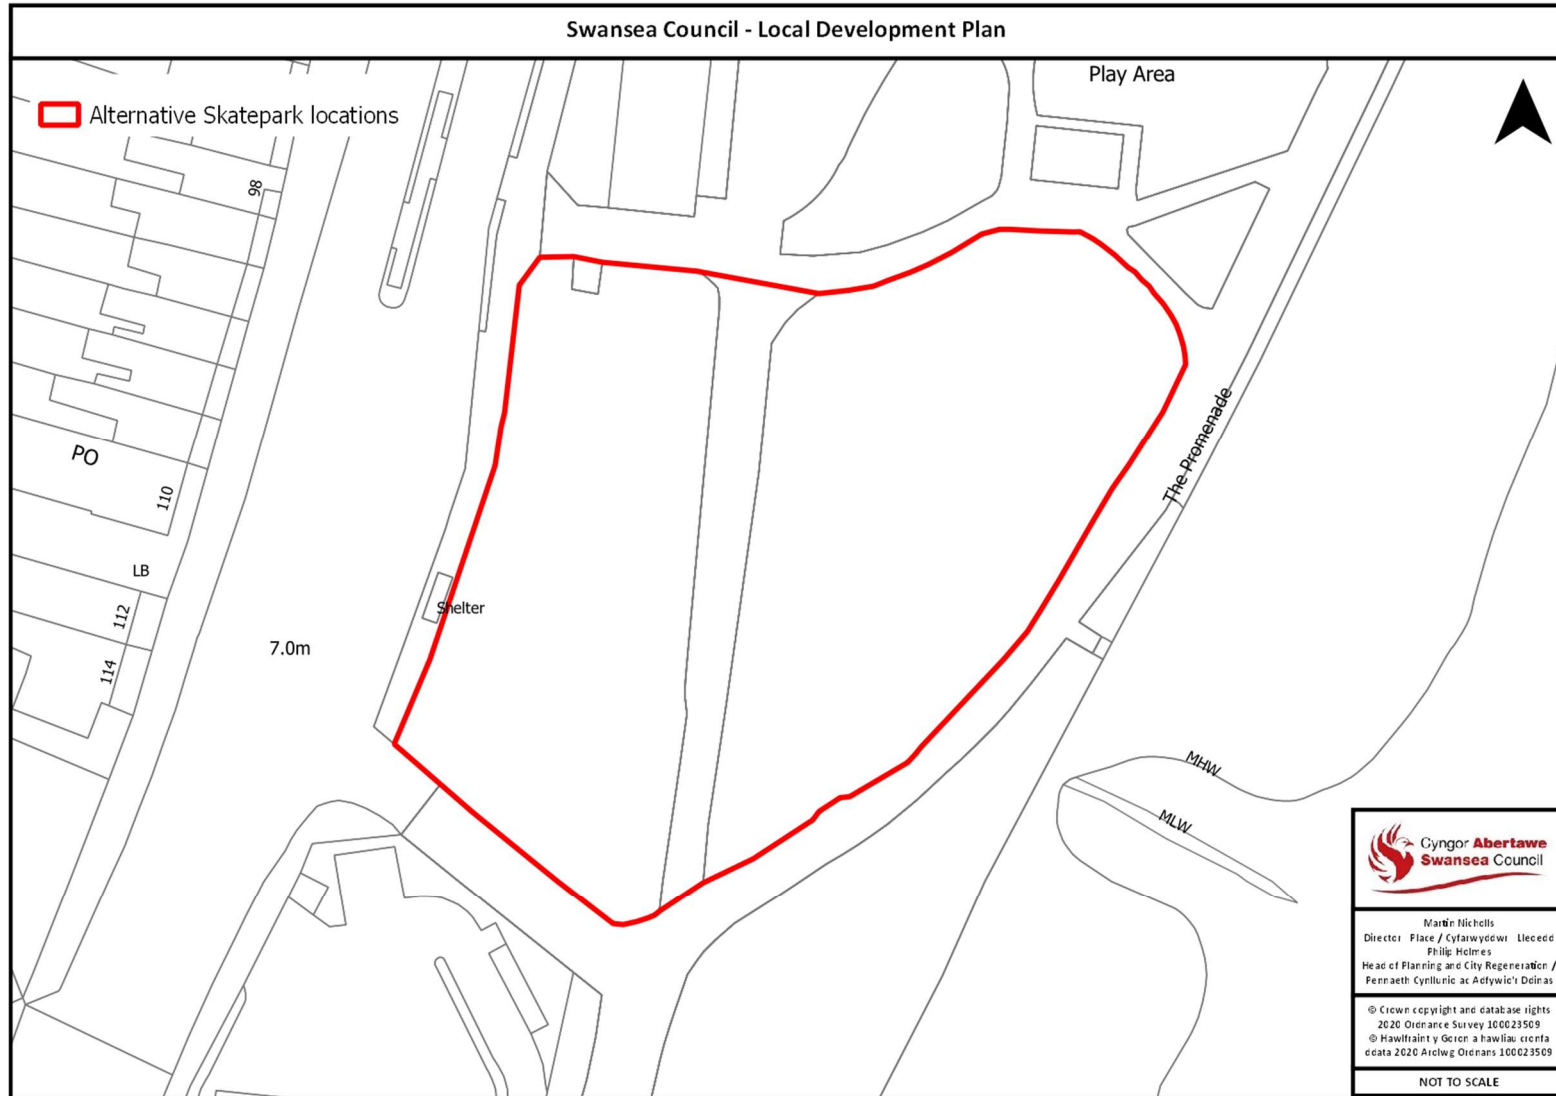 Swansea Council - Local Development Plan
Alternative Skatepark locations
Play Area
98
PO
110
LB
112
114
7.0m
Shelter
The Promenade
MHW
MLW
Cyngor Abertawe
Swansea Council
Martin Nicholls
Director Place / Cyfarwyddwr Lleoedd
Philip Holmes
Head of Planning and City Regeneration /
Pennaeth Cynllunio ac Adfywio'r Ddinas
© Crown copyright and database rights
2020 Ordnance Survey 100023509
© Hawlfraint y Goron a hawliau cronfa
ddata 2020 Arolwg Ordnans 100023509
NOT TO SCALE